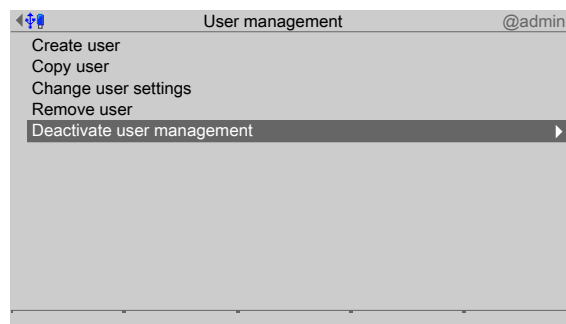 User management @admin
Create user
Copy user
Change user settings
Remove user
Deactivate user management